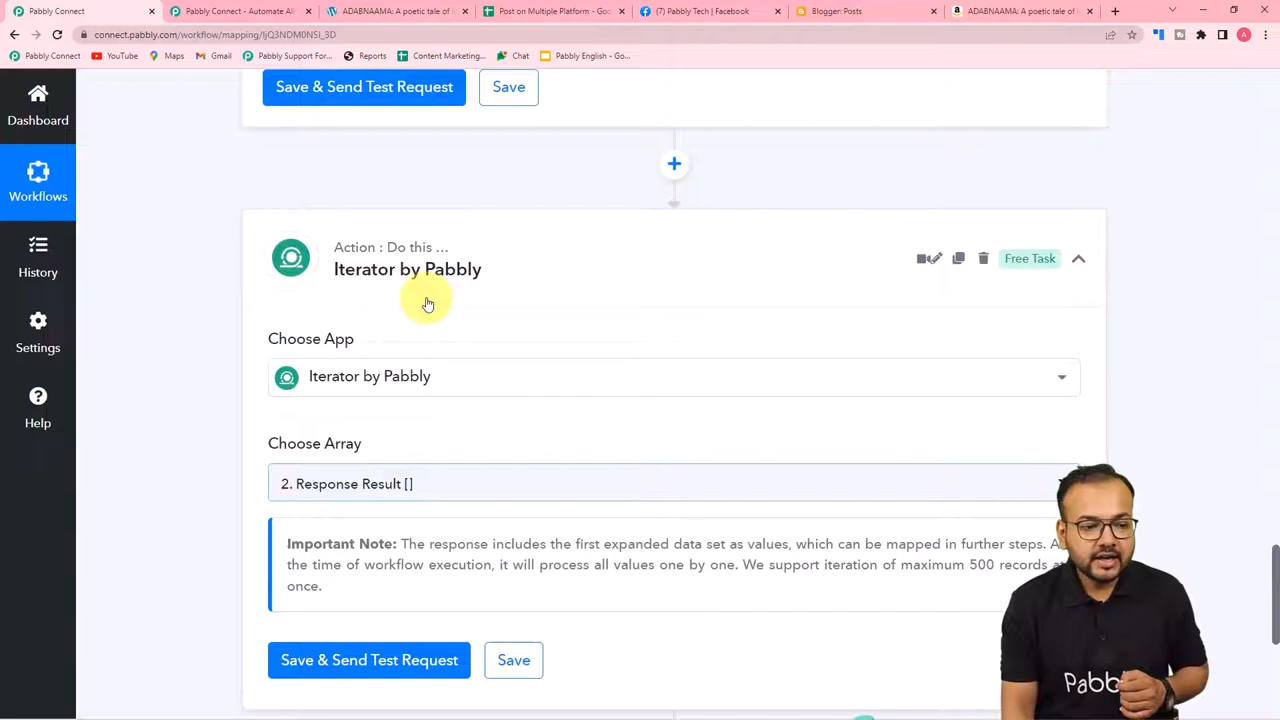 Pabbly Connect
Pabbly Connect - Automate All
WORDPRESS | ADABNAAMA: A poetic tale of l
Post on Multiple Platform - Goo
(7) Pabbly Tech | Facebook
Blogger: Posts
ADABNAAMA: A poetic tale of l
connect.pabbly.com/workflow/mapping/IjQ3NDM0NSI_3D
A
Pabbly Connect
YouTube
Maps
Gmail
Pabbly Support For...
Reports
Content Marketing...
Chat
Pabbly English - Go...
Save & Send Test Request
Save
Dashboard
Workflows
History
Settings
Help
Action : Do this ...
Iterator by Pabbly
Free Task
Choose App
Iterator by Pabbly
Choose Array
2. Response Result []
Important Note: The response includes the first expanded data set as values, which can be mapped in further steps. A
the time of workflow execution, it will process all values one by one. We support iteration of maximum 500 records at
once.
Save & Send Test Request
Save
Pabb